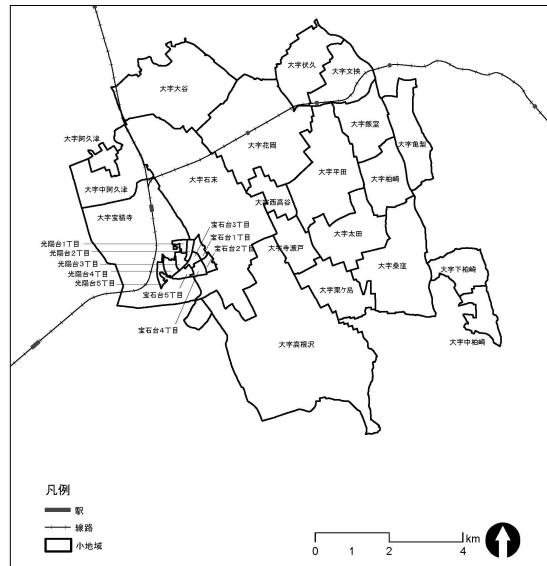 大字伏久
大字文挾
大字大谷
大字飯室
大字阿久津
大字花岡
大字亀梨
大字平田
大字石末
大字柏崎
大字中阿久津
大字西高谷
大字宝積寺
宝石台3丁目
宝石台1丁目
宝石台2丁目
大字太田
光陽台1丁目
光陽台2丁目
光陽台3丁目
光陽台4丁目
光陽台5丁目
大字寺渡戸
大字桑窪
大字下柏崎
宝石台5丁目
大字栗ケ島
宝石台4丁目
大字中柏崎
大字高根沢
凡例
駅
線路
小地域
km
0 1 2 4